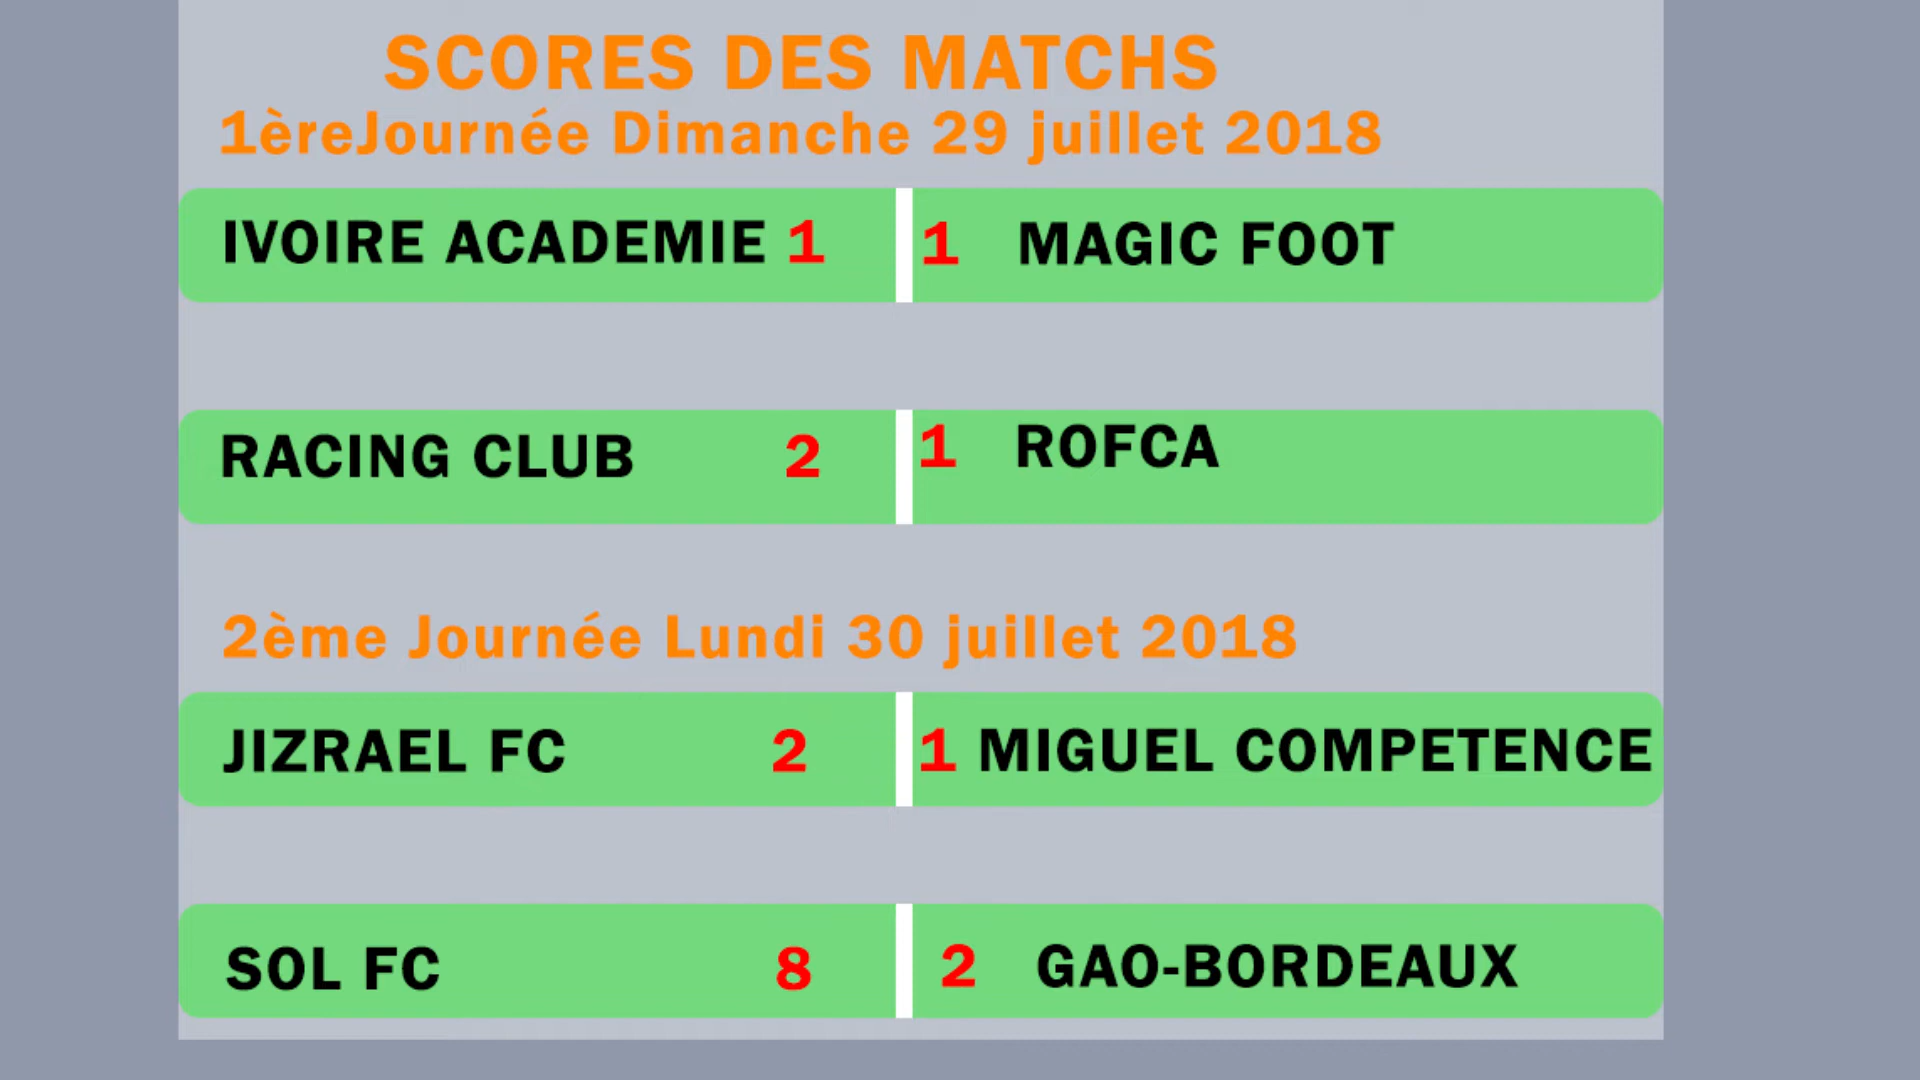 SCORES DES MATCHS
1èreJournée Dimanche 29 juillet 2018
IVOIRE ACADEMIE 1 1 MAGIC FOOT
RACING CLUB 2 1 ROFCA
2ème Journée Lundi 30 juillet 2018
JIZRAEL FC 2 1 MIGUEL COMPETENCE
SOL FC 8 2 GAO-BORDEAUX